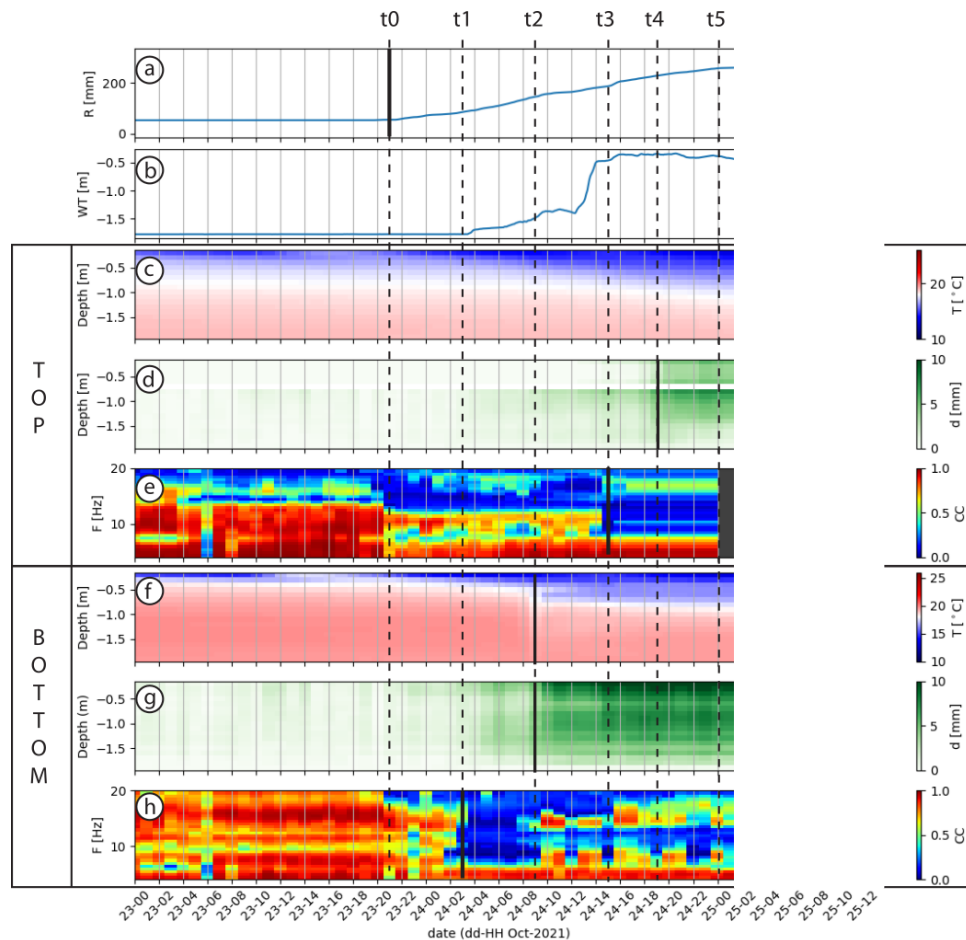 t0 t1 t2 t3 t4 t5
a
R [mm]
200
0
b
WT [m]
−0.5
−1.0
−1.5
TOP
c
Depth [m]
−0.5
−1.0
−1.5
20
10
T [°C]
d
Depth [m]
−0.5
−1.0
−1.5
10
5
0
d [mm]
e
F [Hz]
20
10
1.0
0.5
0.0
CC
BOTTOM
f
Depth [m]
−0.5
−1.0
−1.5
25
20
15
10
T [°C]
g
Depth (m)
−0.5
−1.0
−1.5
10
5
0
d [mm]
h
F [Hz]
20
10
1.0
0.5
0.0
CC
23-00 23-02 23-04 23-06 23-08 23-10 23-12 23-14 23-16 23-18 23-20 23-22 24-00 24-02 24-04 24-06 24-08 24-10 24-12 24-14 24-16 24-18 24-20 24-22 25-00 25-02 25-04 25-06 25-08 25-10 25-12
date (dd-HH Oct-2021)